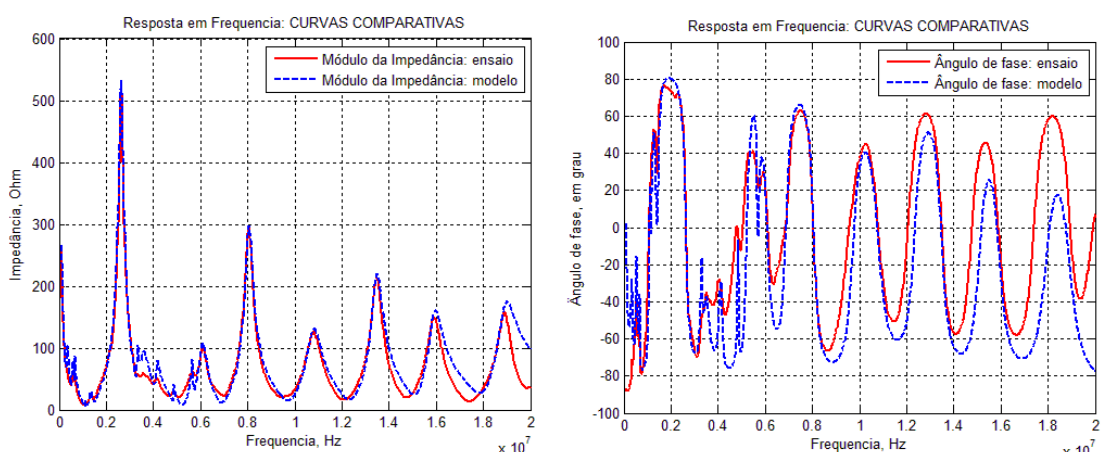 Resposta em Frequencia: CURVAS COMPARATIVAS
600
500
400
300
200
100
0
Impedância, Ohm
Módulo da Impedância: ensaio
Módulo da Impedância: modelo
0 0.2 0.4 0.6 0.8 1 1.2 1.4 1.6 1.8 2
Frequencia, Hz
x 10^7
Resposta em Frequencia: CURVAS COMPARATIVAS
100
80
60
40
20
0
-20
-40
-60
-80
-100
Ângulo de fase, em grau
Ângulo de fase: ensaio
Ângulo de fase: modelo
0 0.2 0.4 0.6 0.8 1 1.2 1.4 1.6 1.8 2
Frequencia, Hz
x 10^7